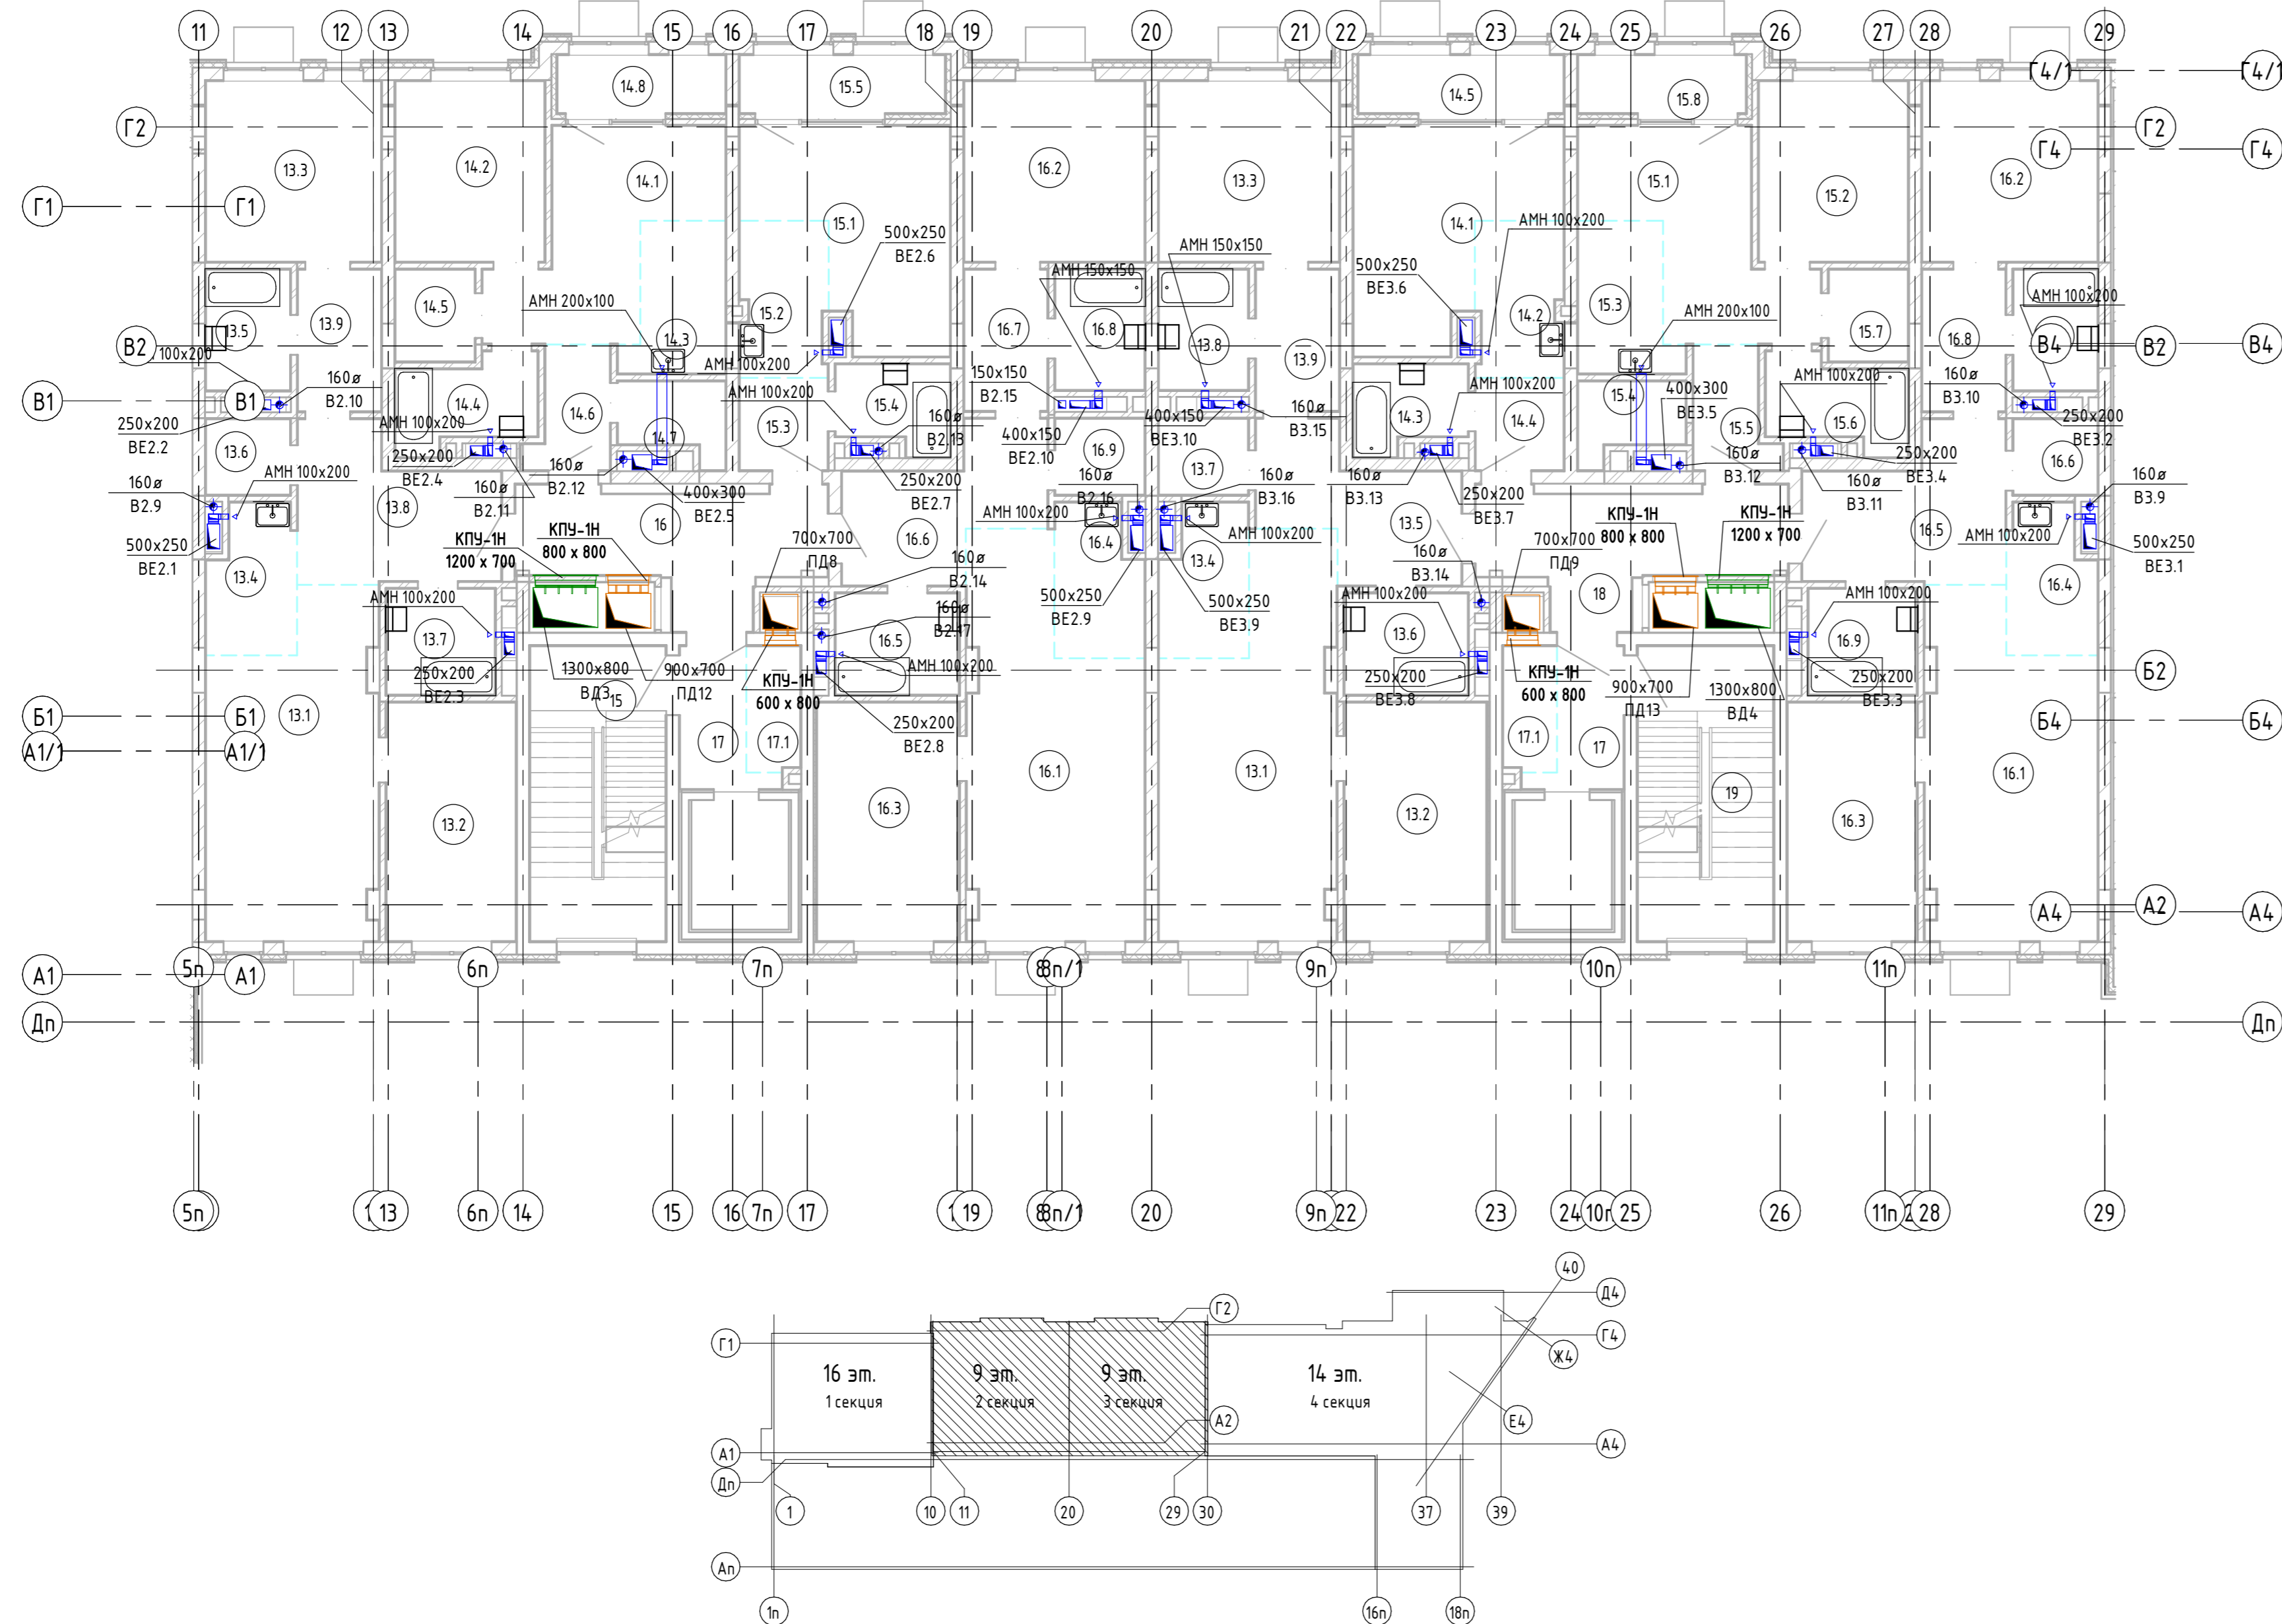 11
12
13
14
15
16
17
18
19
20
21
22
23
24
25
26
27
28
29
Г4/1
Г4/1
14.8
15.5
14.5
15.8
Г2
Г2
Г4
Г4
13.3
14.2
14.1
16.2
13.3
15.1
15.2
16.2
Г1
Г1
15.1
14.1
500х250
ВЕ2.6
АМН 150х150
АМН 150х150
АМН 100х200
500х250
ВЕ3.6
АМН 200х100
14.5
15.2
14.2
15.3
АМН 200х100
АМН 100х200
13.5
13.9
14.3
16.7
16.8
13.8
13.9
15.7
16.8
В2
В4
В2
В4
100х200
АМН 100х200
160ø
В2.10
В1
В1
14.4
14.6
АМН 100х200
15.4
150х150
В2.15
14.3
АМН 100х200
14.4
15.4
400х300
ВЕ3.5
АМН 100х200
15.6
160ø
В3.10
250х200
ВЕ2.2
АМН 100х200
14.7
15.3
160ø
В2.13
400х150
ВЕ2.10
400х150
ВЕ3.10
160ø
В3.15
15.5
250х200
ВЕ3.2
13.6
250х200
ВЕ2.4
160ø
В2.12
16.9
13.7
16.6
160ø
В2.9
АМН 100х200
160ø
В2.11
400х300
ВЕ2.5
250х200
ВЕ2.7
160ø
В2.16
160ø
В3.16
160ø
В3.13
250х200
ВЕ3.7
160ø
В3.12
160ø
В3.11
250х200
ВЕ3.4
160ø
В3.9
13.8
16
АМН 100х200
АМН 100х200
13.5
16.5
АМН 100х200
500х250
ВЕ2.1
КПУ-1Н
1200 х 700
КПУ-1Н
800 х 800
700х700
ПД8
16.6
16.4
13.4
КПУ-1Н
800 х 800
КПУ-1Н
1200 х 700
500х250
ВЕ3.1
13.4
160ø
В2.14
160ø
В3.14
700х700
ПД9
18
16.4
АМН 100х200
500х250
ВЕ2.9
500х250
ВЕ3.9
АМН 100х200
АМН 100х200
13.7
160ø
В2.17
16.5
13.6
16.9
250х200
ВЕ2.3
1300х800
ВД3
900х700
ПД12
КПУ-1Н
600 х 800
АМН 100х200
250х200
ВЕ3.8
КПУ-1Н
600 х 800
900х700
ПД13
1300х800
ВД4
250х200
ВЕ3.3
Б2
15
13.1
Б1
Б1
Б4
Б4
А1/1
А1/1
17
17.1
250х200
ВЕ2.8
17.1
17
16.1
13.1
16.1
13.2
16.3
13.2
19
16.3
А2
А4
А4
А1
А1
5п
6п
7п
8п/1
9п
10п
11п
Дп
Дп
5п
13
6п
14
15
16
7п
17
19
8п/1
20
9п
22
23
24
10п
25
26
11п
28
29
40
Д4
Г2
Г1
Г4
Ж4
16 эт.
1 секция
9 эт.
2 секция
9 эт.
3 секция
14 эт.
4 секция
А2
Е4
А1
А4
Дп
1
10
11
20
29
30
37
39
Ап
1п
16п
18п